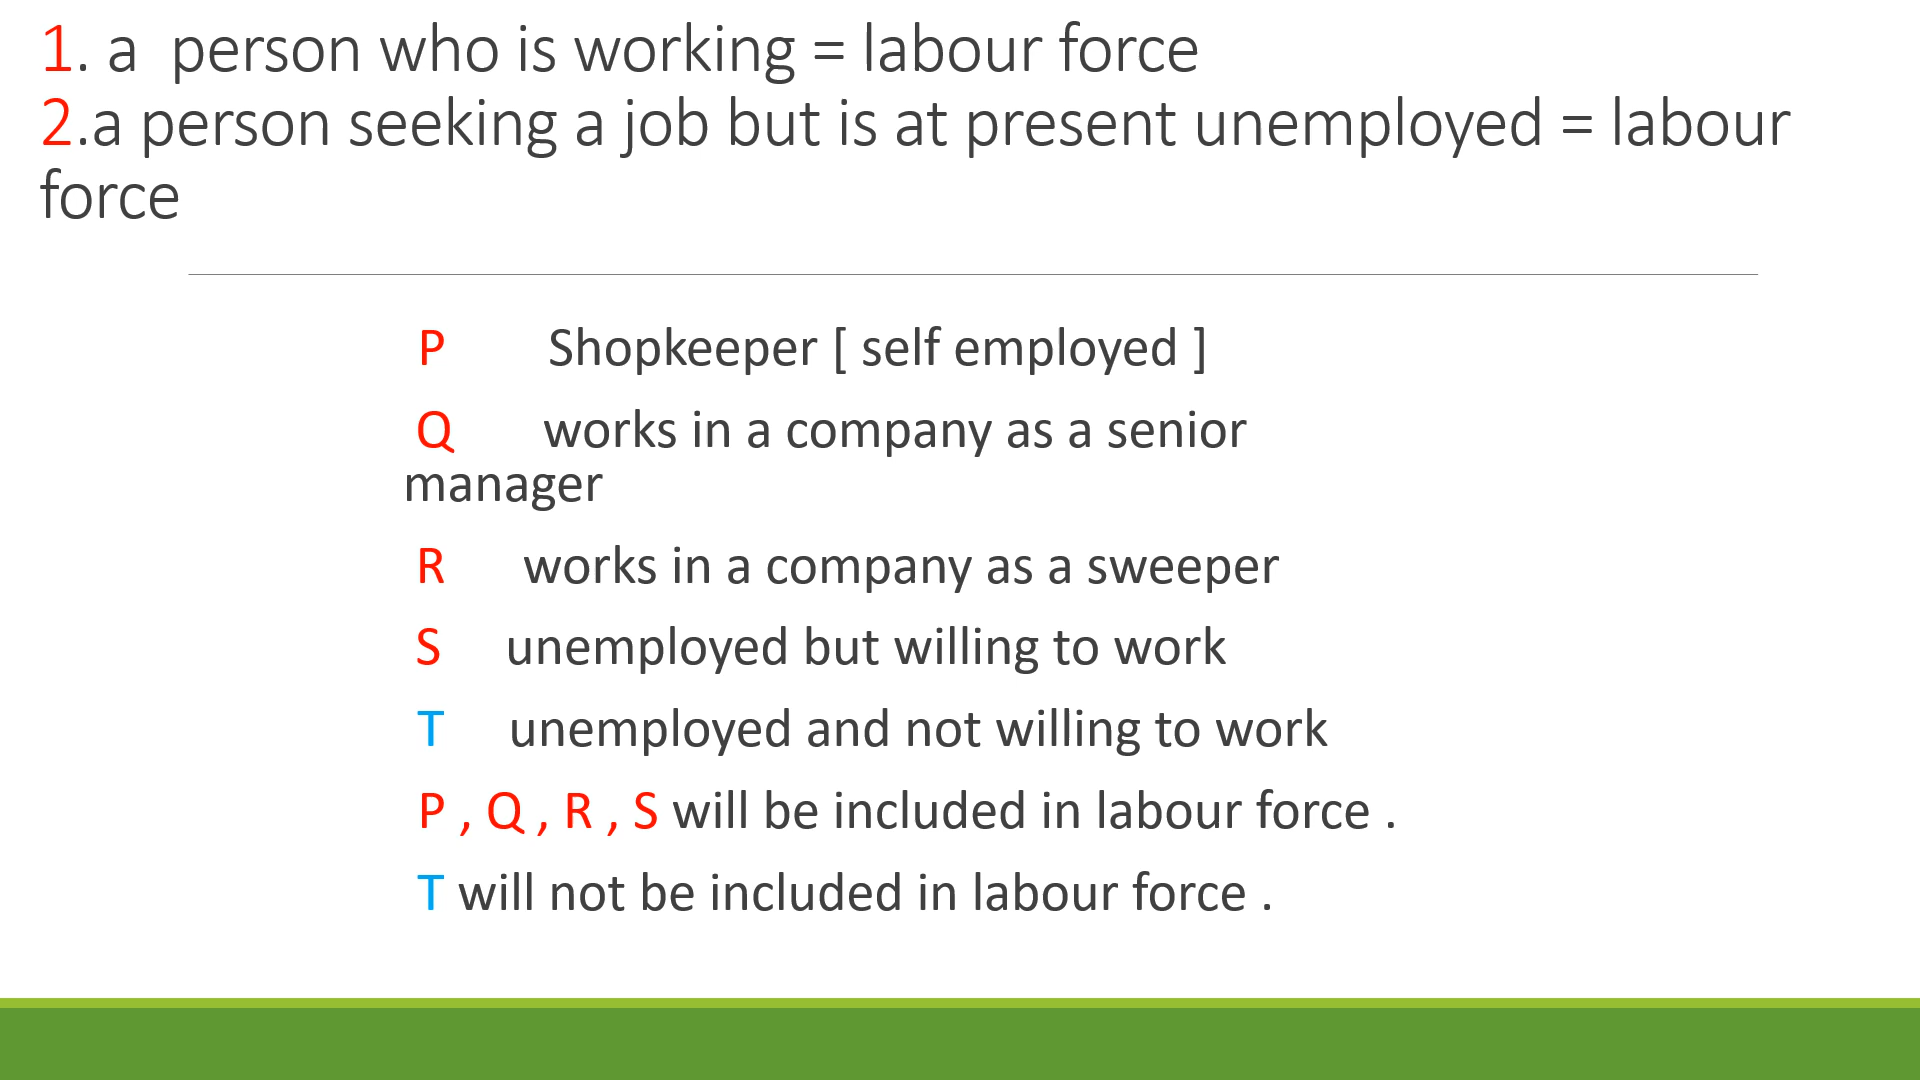 1. a person who is working = labour force
2.a person seeking a job but is at present unemployed = labour
force
P Shopkeeper [ self employed ]
Q works in a company as a senior
manager
R works in a company as a sweeper
S unemployed but willing to work
T unemployed and not willing to work
P , Q , R , S will be included in labour force .
T will not be included in labour force .